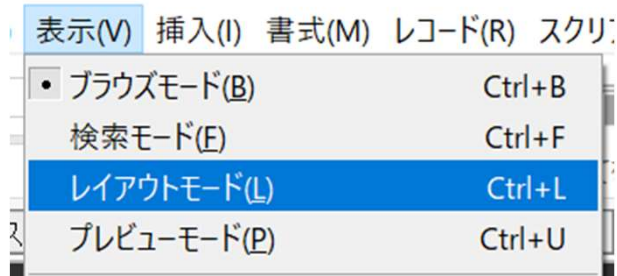 表示(V) 挿入(I) 書式(M) レコード(R) スクリ
• ブラウズモード(B) Ctrl+B
検索モード(F) Ctrl+F
レイアウトモード(L) Ctrl+L
プレビューモード(P) Ctrl+U